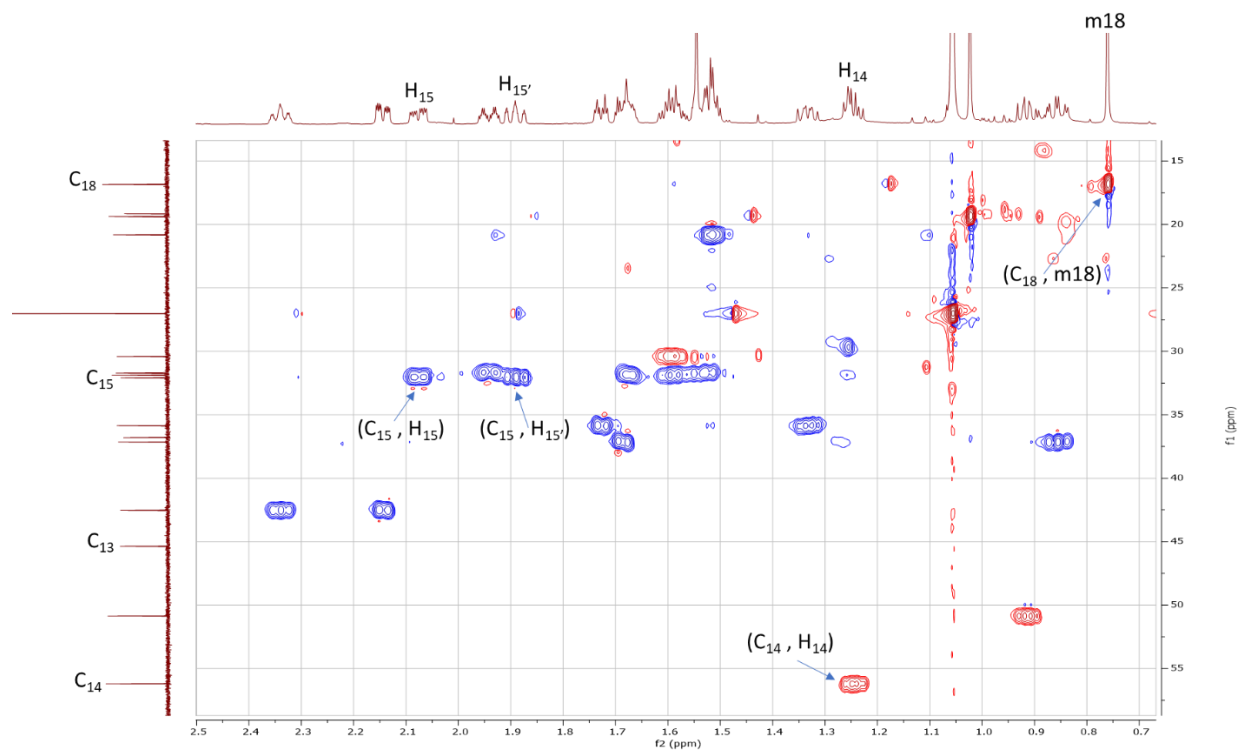 m18
H₁₅
H₁₅'
H₁₄
C₁₈
C₁₅
C₁₃
C₁₄
(C₁₈ , m18)
(C₁₅ , H₁₅)
(C₁₅ , H₁₅')
(C₁₄ , H₁₄)
15
20
25
30
35
40
45
50
55
f1 (ppm)
2.5 2.4 2.3 2.2 2.1 2.0 1.9 1.8 1.7 1.6 1.5 1.4 1.3 1.2 1.1 1.0 0.9 0.8 0.7
f2 (ppm)